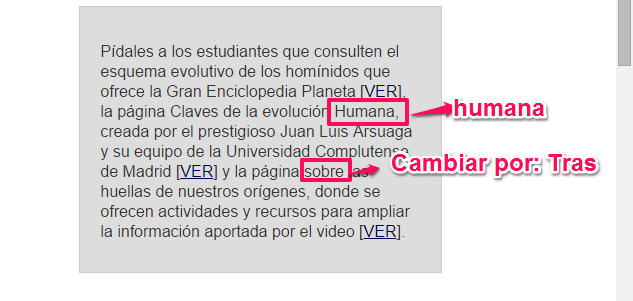 Pídales a los estudiantes que consulten el
esquema evolutivo de los homínidos que
ofrece la Gran Enciclopedia Planeta [VER],
la página Claves de la evolución Humana, humana
creada por el prestigioso Juan Luis Arsuaga
y su equipo de la Universidad Complutense
de Madrid [VER] y la página sobre las Cambiar por: Tras
huellas de nuestros orígenes, donde se
ofrecen actividades y recursos para ampliar
la información aportada por el video [VER].